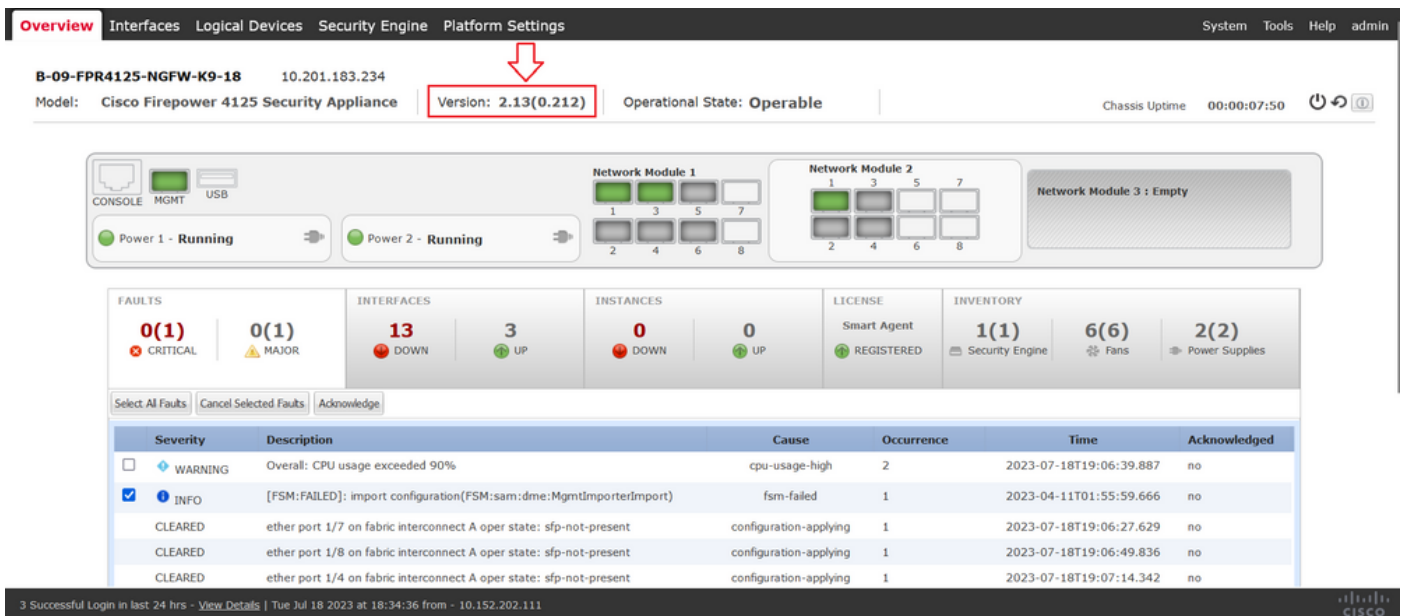 Overview Interfaces Logical Devices Security Engine Platform Settings System Tools Help admin
B-09-FPR4125-NGFW-K9-18 10.201.183.234
Model: Cisco Firepower 4125 Security Appliance Version: 2.13(0.212) Operational State: Operable Chassis Uptime 00:00:07:50
Network Module 1 Network Module 2
1 3 5 7
CONSOLE MGMT USB Network Module 3 : Empty
1 3 5 7
Power 1 - Running Power 2 - Running
2 4 6 8 2 4 6 8
FAULTS INTERFACES INSTANCES LICENSE INVENTORY
0(1) 0(1) 13 3 0 0 Smart Agent 1(1) 6(6) 2(2)
CRITICAL MAJOR DOWN UP DOWN UP REGISTERED Security Engine Fans Power Supplies
Select All Faults Cancel Selected Faults Acknowledge
Severity Description Cause Occurrence Time Acknowledged
WARNING Overall: CPU usage exceeded 90% cpu-usage-high 2 2023-07-18T19:06:39.887 no
INFO [FSM:FAILED]: import configuration(FSM:sam:dme:MgmtImporterImport) fsm-failed 1 2023-04-11T01:55:59.666 no
CLEARED ether port 1/7 on fabric interconnect A oper state: sfp-not-present configuration-applying 1 2023-07-18T19:06:27.629 no
CLEARED ether port 1/8 on fabric interconnect A oper state: sfp-not-present configuration-applying 1 2023-07-18T19:06:49.836 no
CLEARED ether port 1/4 on fabric interconnect A oper state: sfp-not-present configuration-applying 1 2023-07-18T19:07:14.342 no
3 Successful Login in last 24 hrs - View Details | Tue Jul 18 2023 at 18:34:36 from - 10.152.202.111
CISCO